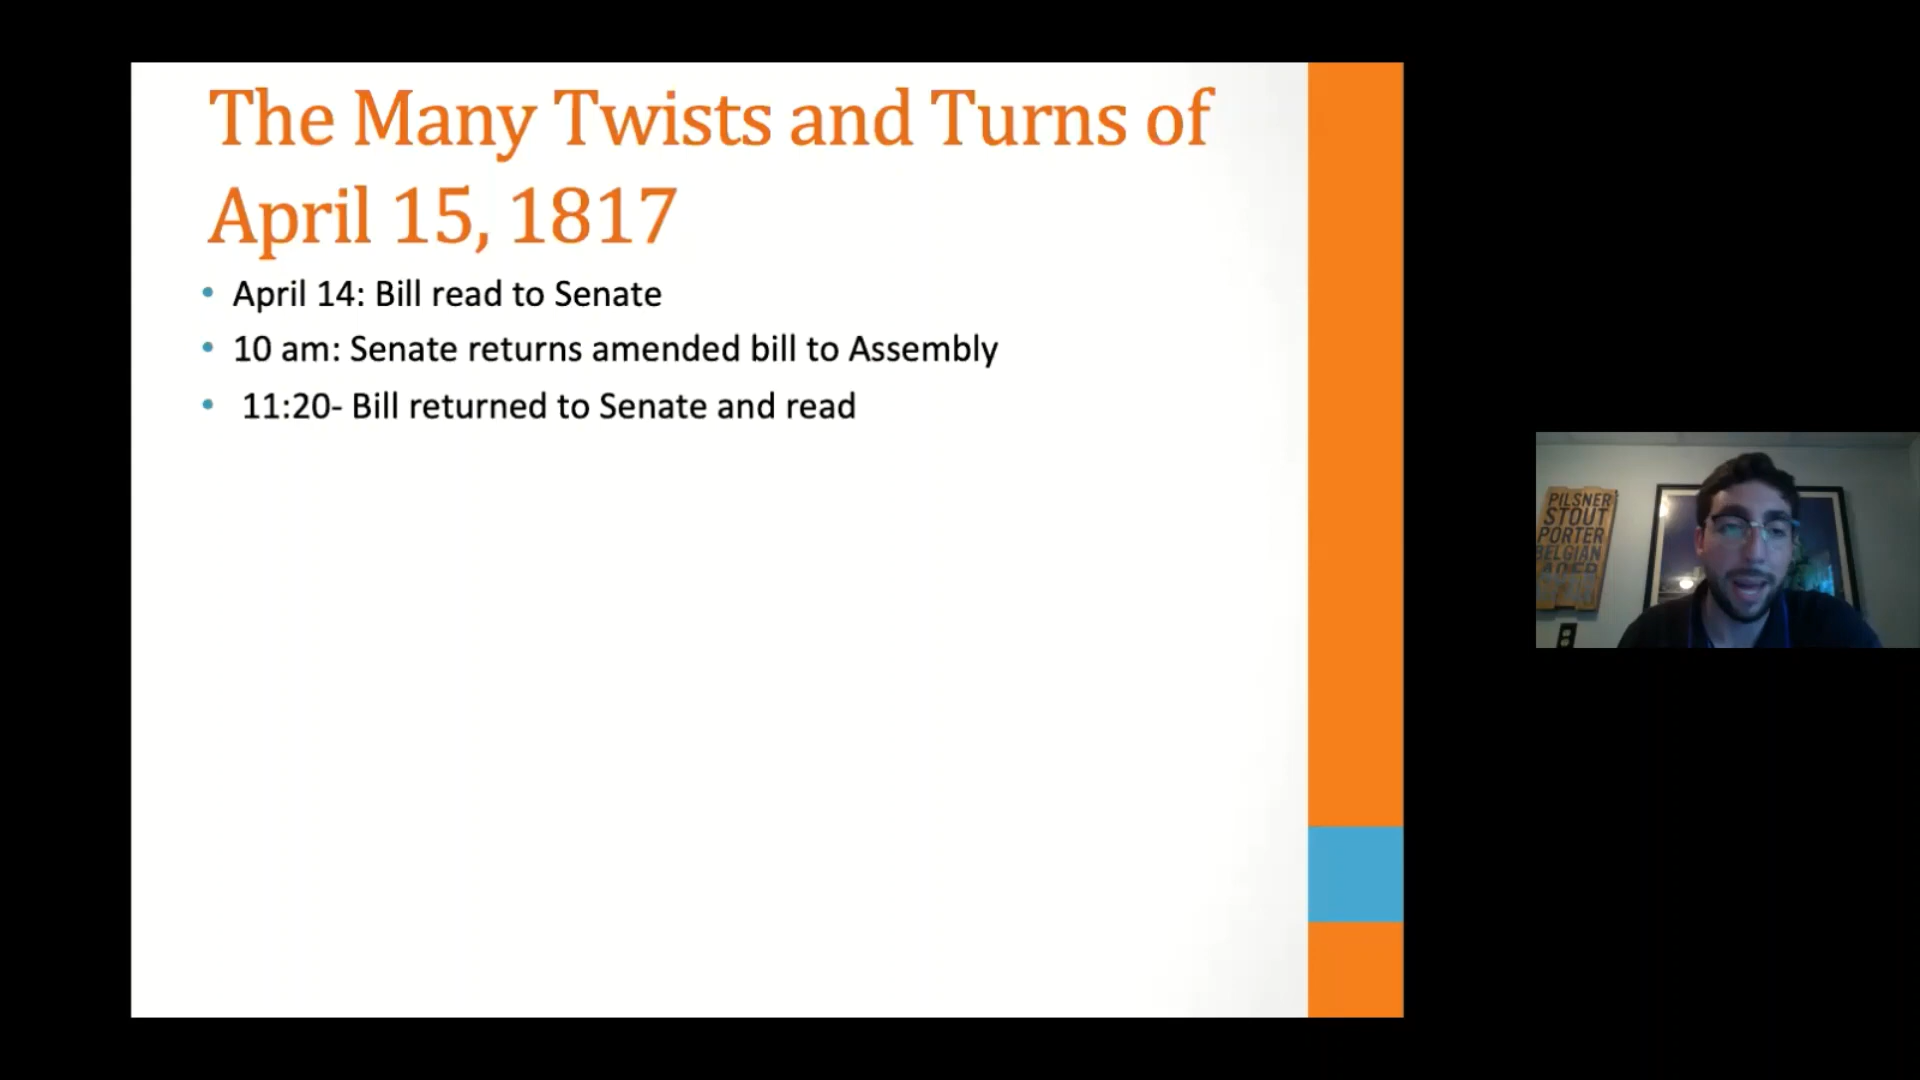 The Many Twists and Turns of
April 15, 1817
• April 14: Bill read to Senate
• 10 am: Senate returns amended bill to Assembly
• 11:20- Bill returned to Senate and read
PILSNER
STOUT
PORTER
BELGIAN